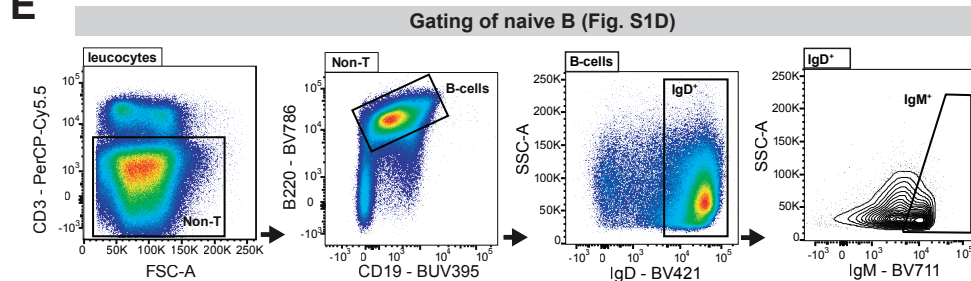 E
Gating of naive B (Fig. S1D)
leucocytes
CD3 - PerCP-Cy5.5
10⁵
10⁴
10³
0
-10³
Non-T
0 50K 100K 150K 200K 250K
FSC-A
Non-T
B220 - BV786
10⁵
10⁴
10³
0
-10³
B-cells
-10³ 0 10³ 10⁴ 10⁵
CD19 - BUV395
B-cells
SSC-A
250K
200K
150K
100K
50K
0
IgD⁺
-10³ 0 10³ 10⁴ 10⁵
IgD - BV421
IgD⁺
SSC-A
250K
200K
150K
100K
50K
0
IgM⁺
-10³ 0 10³ 10⁴ 10⁵
IgM - BV711